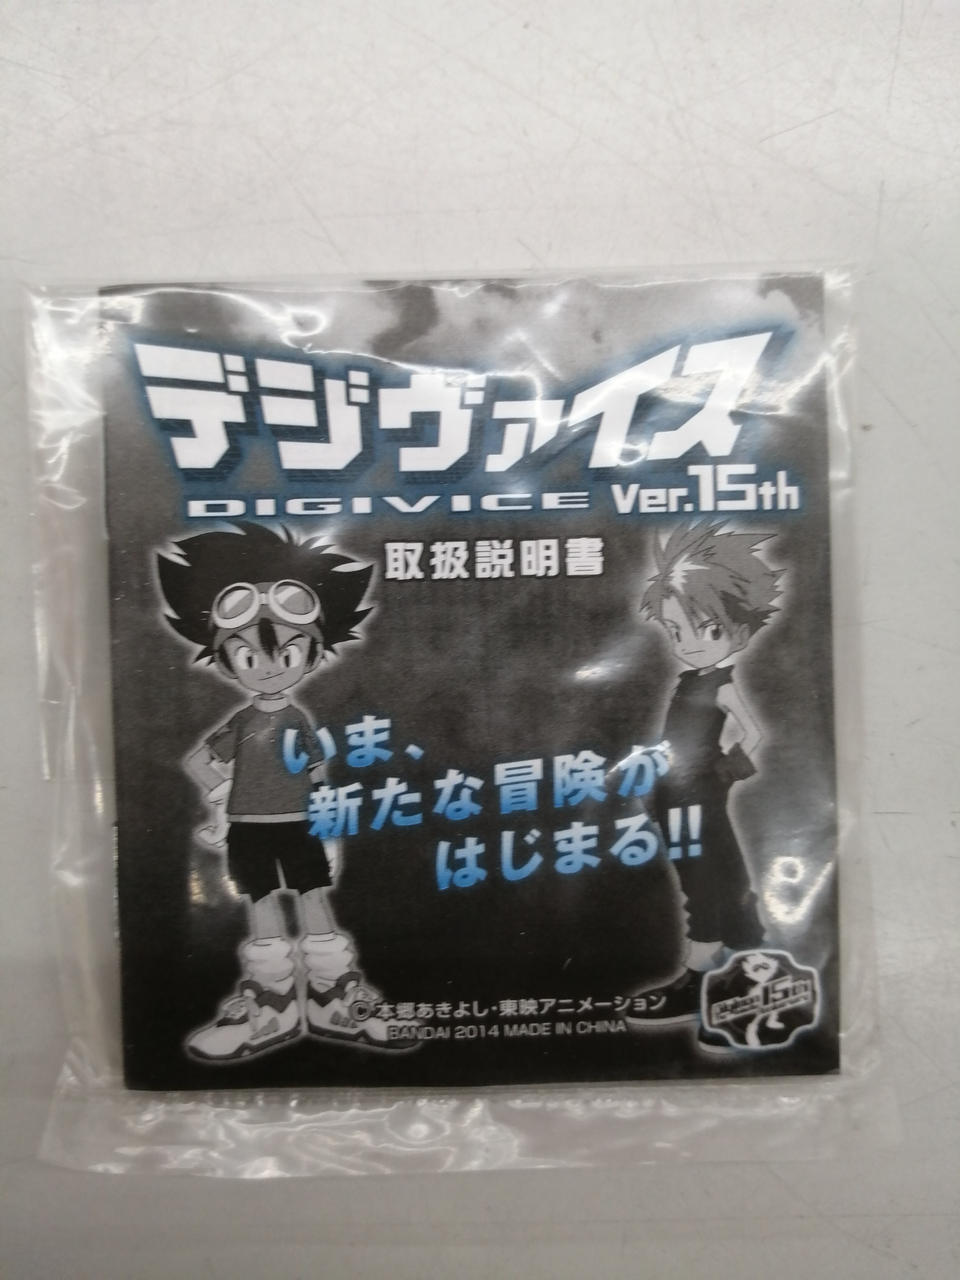 デジヴァイス
DIGIVICE Ver.15th
取扱説明書
いま、
新たな冒険が
はじまる!!
© 本郷あきよし・東映アニメーション
BANDAI 2014 MADE IN CHINA
15th